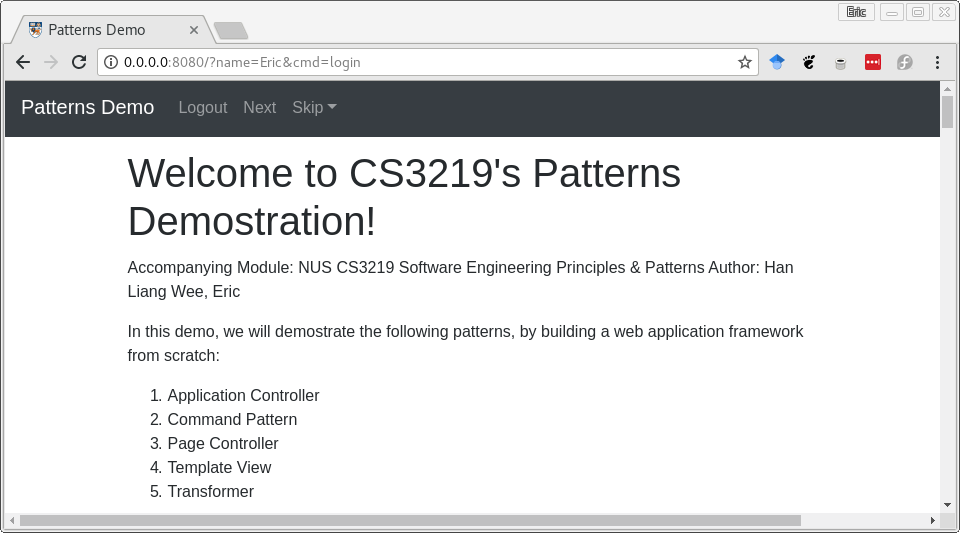 Eric
Patterns Demo
0.0.0.0:8080/?name=Eric&cmd=login
Patterns Demo Logout Next Skip
Welcome to CS3219's Patterns
Demostration!
Accompanying Module: NUS CS3219 Software Engineering Principles & Patterns Author: Han
Liang Wee, Eric
In this demo, we will demostrate the following patterns, by building a web application framework
from scratch:
1. Application Controller
2. Command Pattern
3. Page Controller
4. Template View
5. Transformer